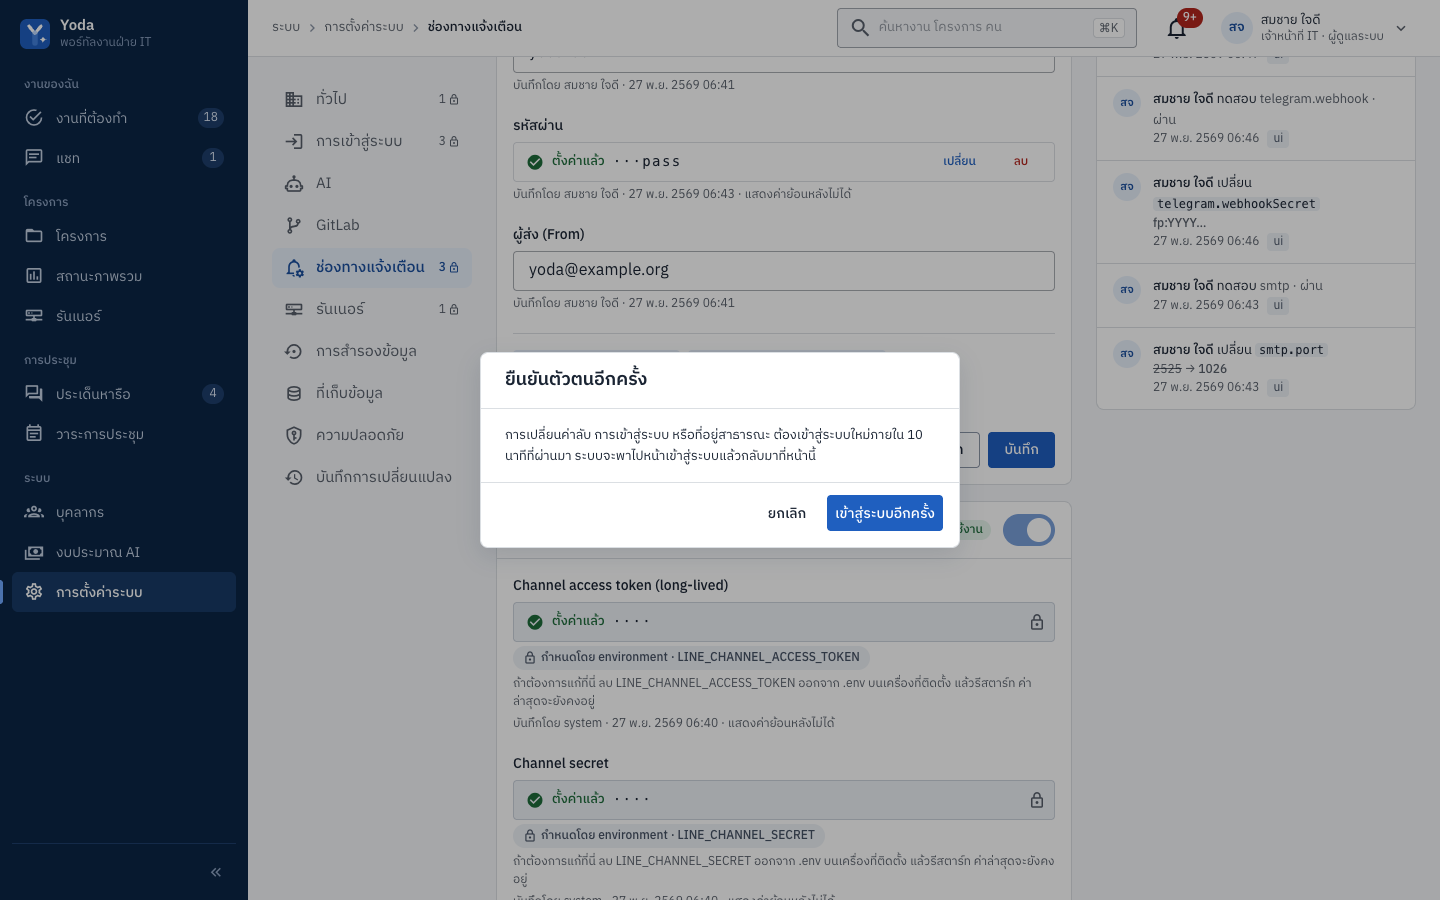 Yoda
พอร์ทัลงานฝ่าย IT
งานของฉัน
งานที่ต้องทำ 18
แชท 1
โครงการ
โครงการ
สถานะภาพรวม
รันเนอร์
การประชุม
ประเด็นหารือ 4
วาระการประชุม
ระบบ
บุคลากร
งบประมาณ AI
การตั้งค่าระบบ
ระบบ › การตั้งค่าระบบ › ช่องทางแจ้งเตือน
ค้นหางาน โครงการ คน ⌘K
9+
สจ
สมชาย ใจดี
เจ้าหน้าที่ IT · ผู้ดูแลระบบ
ทั่วไป 1
การเข้าสู่ระบบ 3
AI
GitLab
ช่องทางแจ้งเตือน 3
รันเนอร์ 1
การสำรองข้อมูล
ที่เก็บข้อมูล
ความปลอดภัย
บันทึกการเปลี่ยนแปลง
บันทึกโดย สมชาย ใจดี · 27 พ.ย. 2569 06:41
รหัสผ่าน
ตั้งค่าแล้ว ···pass เปลี่ยน ลบ
บันทึกโดย สมชาย ใจดี · 27 พ.ย. 2569 06:43 · แสดงค่าย้อนหลังไม่ได้
ผู้ส่ง (From)
yoda@example.org
บันทึกโดย สมชาย ใจดี · 27 พ.ย. 2569 06:41
บันทึก
ยืนยันตัวตนอีกครั้ง
การเปลี่ยนค่าลับ การเข้าสู่ระบบ หรือที่อยู่สาธารณะ ต้องเข้าสู่ระบบใหม่ภายใน 10
นาทีที่ผ่านมา ระบบจะพาไปหน้าเข้าสู่ระบบแล้วกลับมาที่หน้านี้
ยกเลิก เข้าสู่ระบบอีกครั้ง
Channel access token (long-lived)
ตั้งค่าแล้ว ····
กำหนดโดย environment · LINE_CHANNEL_ACCESS_TOKEN
ถ้าต้องการแก้ที่นี่ ลบ LINE_CHANNEL_ACCESS_TOKEN ออกจาก .env บนเครื่องที่ติดตั้ง แล้วรีสตาร์ท ค่า
ล่าสุดจะยังคงอยู่
บันทึกโดย system · 27 พ.ย. 2569 06:40 · แสดงค่าย้อนหลังไม่ได้
Channel secret
ตั้งค่าแล้ว ····
กำหนดโดย environment · LINE_CHANNEL_SECRET
ถ้าต้องการแก้ที่นี่ ลบ LINE_CHANNEL_SECRET ออกจาก .env บนเครื่องที่ติดตั้ง แล้วรีสตาร์ท ค่าล่าสุดจะยังคง
อยู่
สจ
สมชาย ใจดี ทดสอบ telegram.webhook ·
ผ่าน
27 พ.ย. 2569 06:46 ui
สจ
สมชาย ใจดี เปลี่ยน
telegram.webhookSecret
fp:YYYY…
27 พ.ย. 2569 06:46 ui
สจ
สมชาย ใจดี ทดสอบ smtp · ผ่าน
27 พ.ย. 2569 06:43 ui
สจ
สมชาย ใจดี เปลี่ยน smtp.port
2525 → 1026
27 พ.ย. 2569 06:43 ui